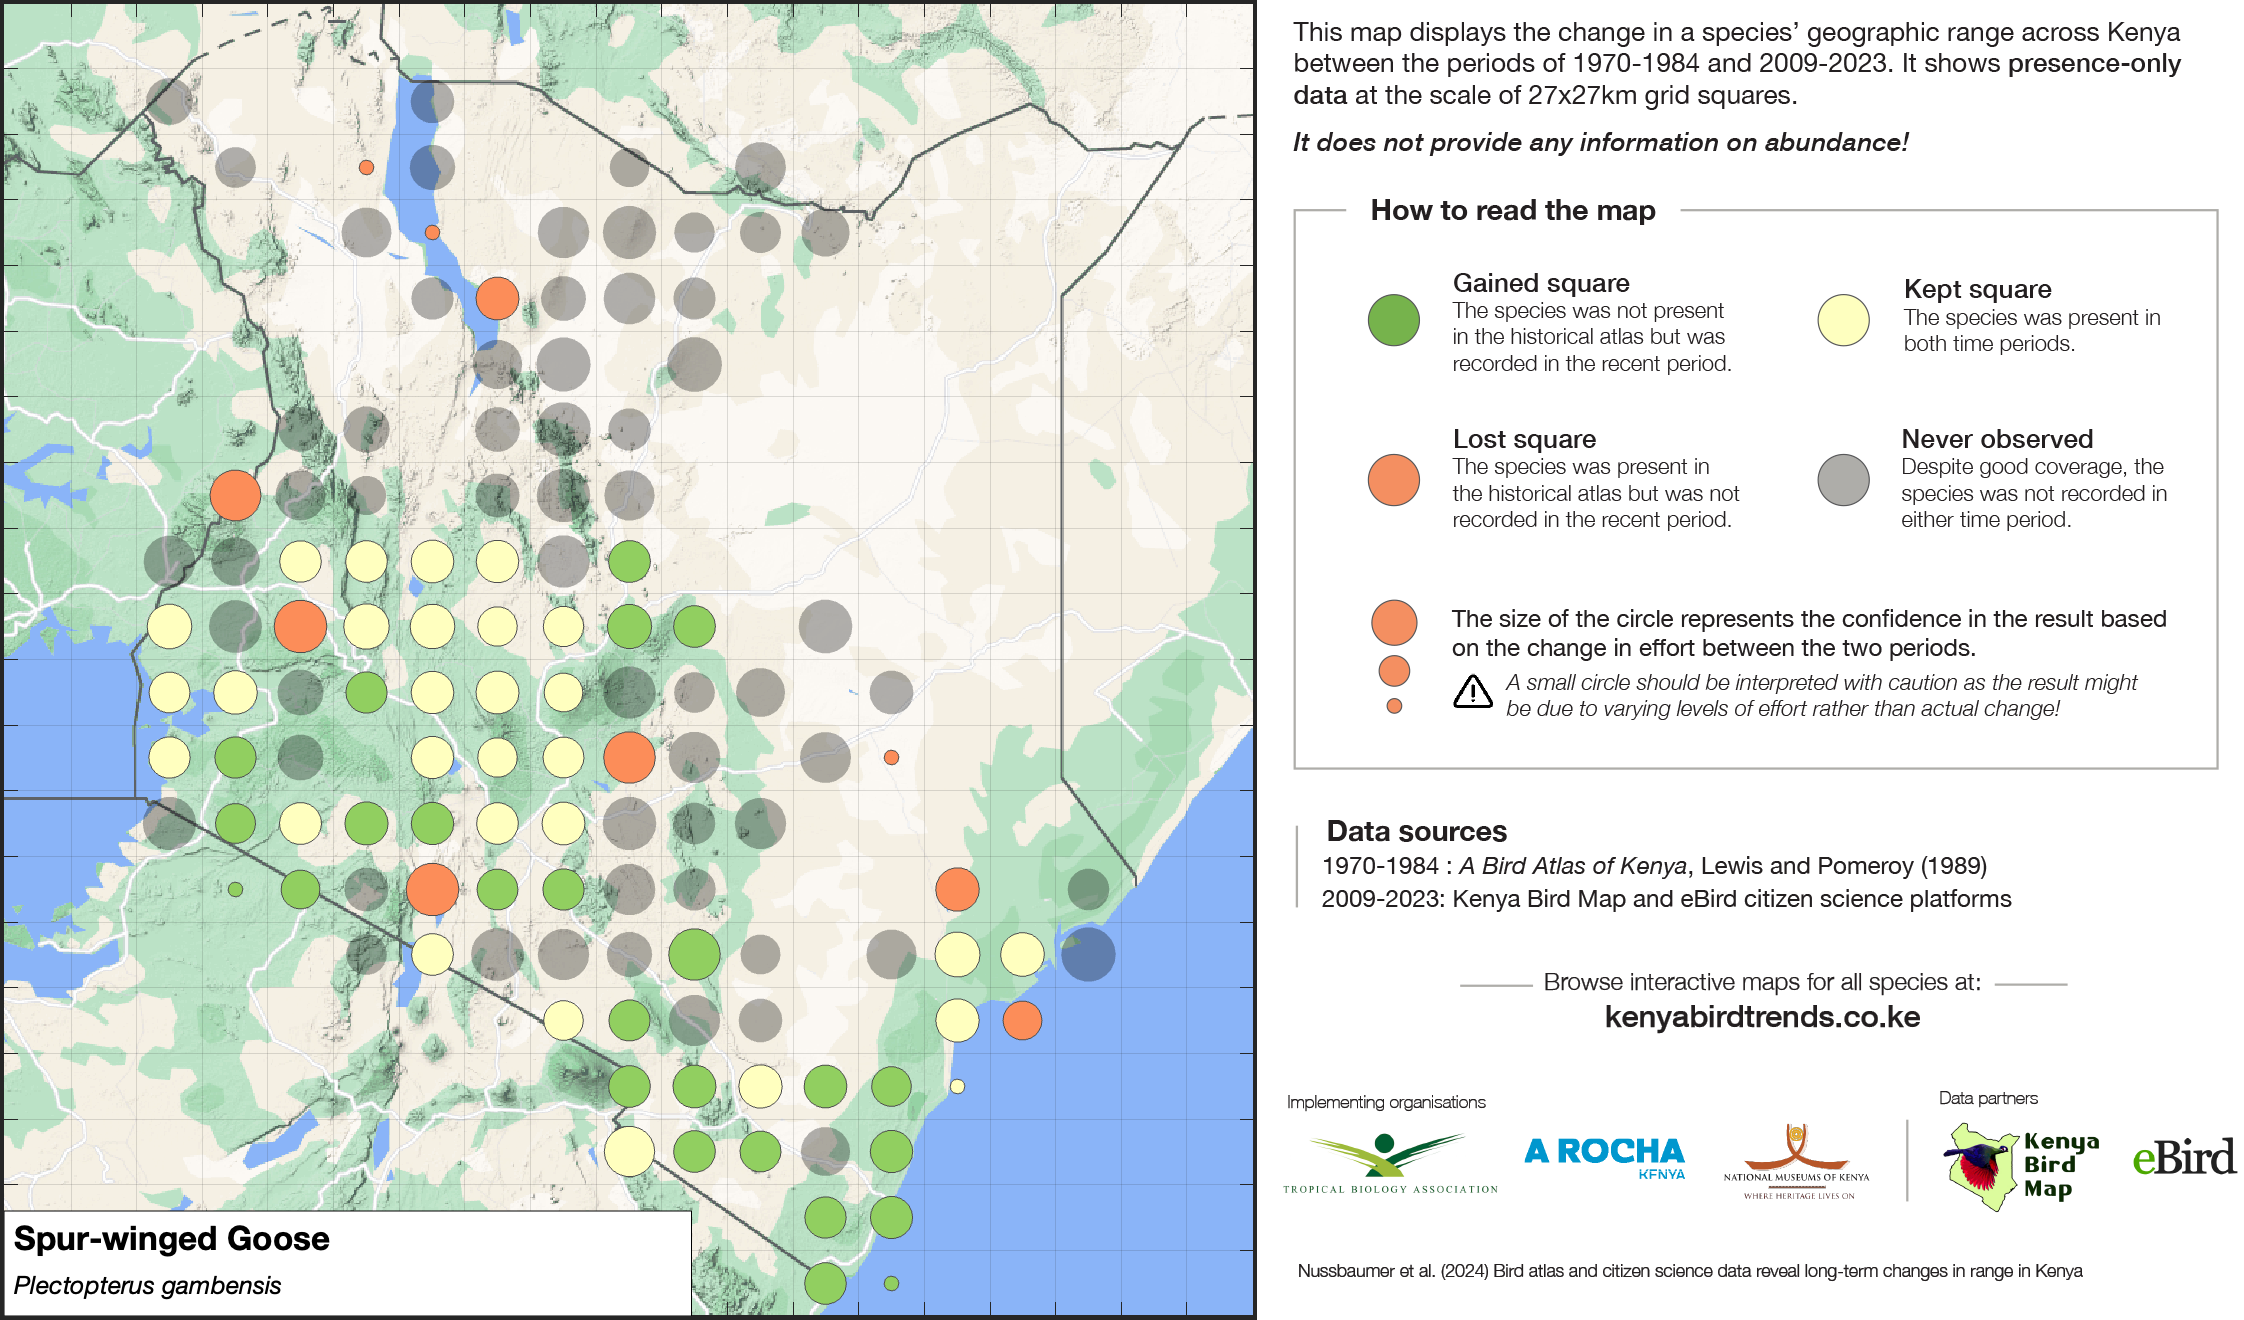 This map displays the change in a species’ geographic range across Kenya
between the periods of 1970-1984 and 2009-2023. It shows presence-only
data at the scale of 27x27km grid squares.
It does not provide any information on abundance!
How to read the map
Gained square
The species was not present
in the historical atlas but was
recorded in the recent period.
Kept square
The species was present in
both time periods.
Lost square
The species was present in
the historical atlas but was not
recorded in the recent period.
Never observed
Despite good coverage, the
species was not recorded in
either time period.
The size of the circle represents the confidence in the result based
on the change in effort between the two periods.
A small circle should be interpreted with caution as the result might
be due to varying levels of effort rather than actual change!
Data sources
1970-1984 : A Bird Atlas of Kenya, Lewis and Pomeroy (1989)
2009-2023: Kenya Bird Map and eBird citizen science platforms
Browse interactive maps for all species at:
kenyabirdtrends.co.ke
Implementing organisations
Data partners
TROPICAL BIOLOGY ASSOCIATION
A ROCHA
KENYA
NATIONAL MUSEUMS OF KENYA
WHERE HERITAGE LIVES ON
Kenya
Bird
Map
eBird
Nussbaumer et al. (2024) Bird atlas and citizen science data reveal long-term changes in range in Kenya
Spur-winged Goose
Plectopterus gambensis